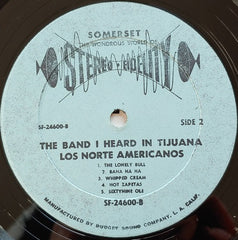 SOMERSET
THE WONDROUS WORLD OF
STEREO-FIDELITY
SF-24600-B
SIDE 2
THE BAND I HEARD IN TIJUANA
LOS NORTE AMERICANOS
1 THE LONELY BULL
2 BAHA HA HA
3 WHIPPED CREAM
4 HOT ZAPETAS
5 SIXTYNINE OLE
SF-24600-B
MANUFACTURED BY BUDGET SOUND COMPANY, L. A. CALIF.